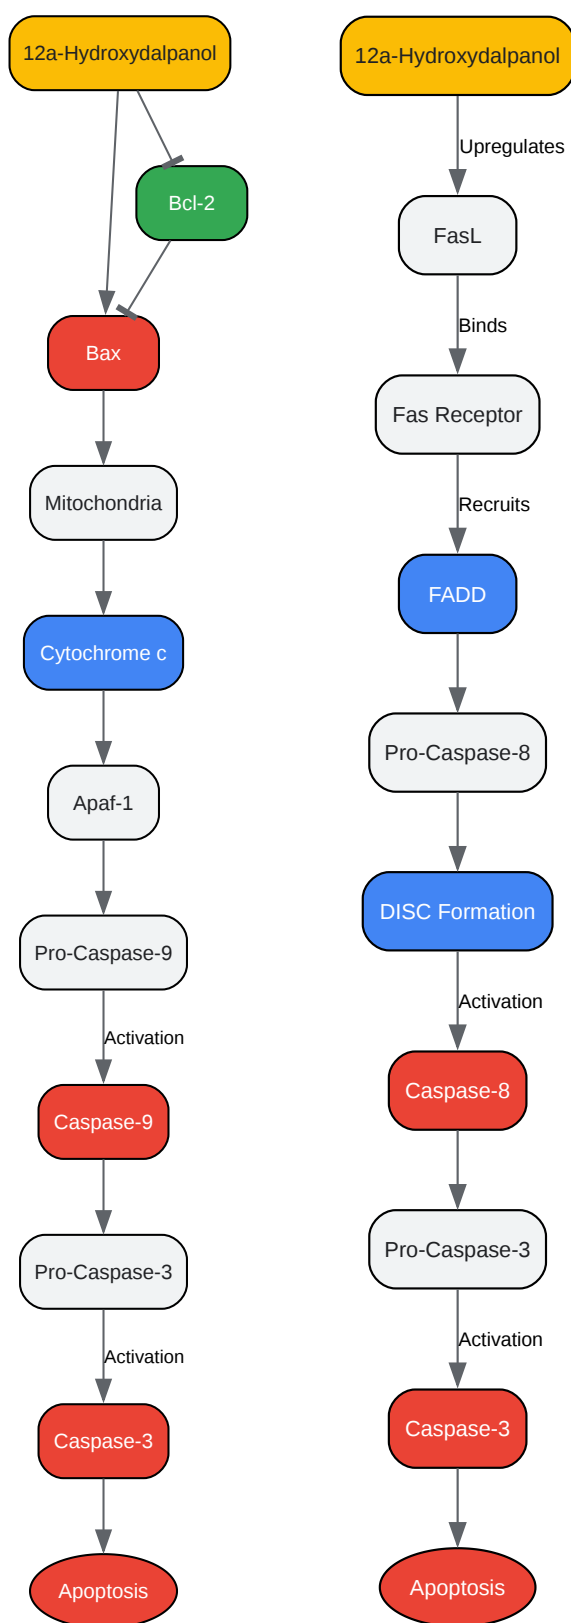 12a-Hydroxydalpanol
Bcl-2
Bax
Mitochondria
Cytochrome c
Apaf-1
Pro-Caspase-9
Activation
Caspase-9
Pro-Caspase-3
Activation
Caspase-3
Apoptosis
12a-Hydroxydalpanol
Upregulates
FasL
Binds
Fas Receptor
Recruits
FADD
Pro-Caspase-8
DISC Formation
Activation
Caspase-8
Pro-Caspase-3
Activation
Caspase-3
Apoptosis